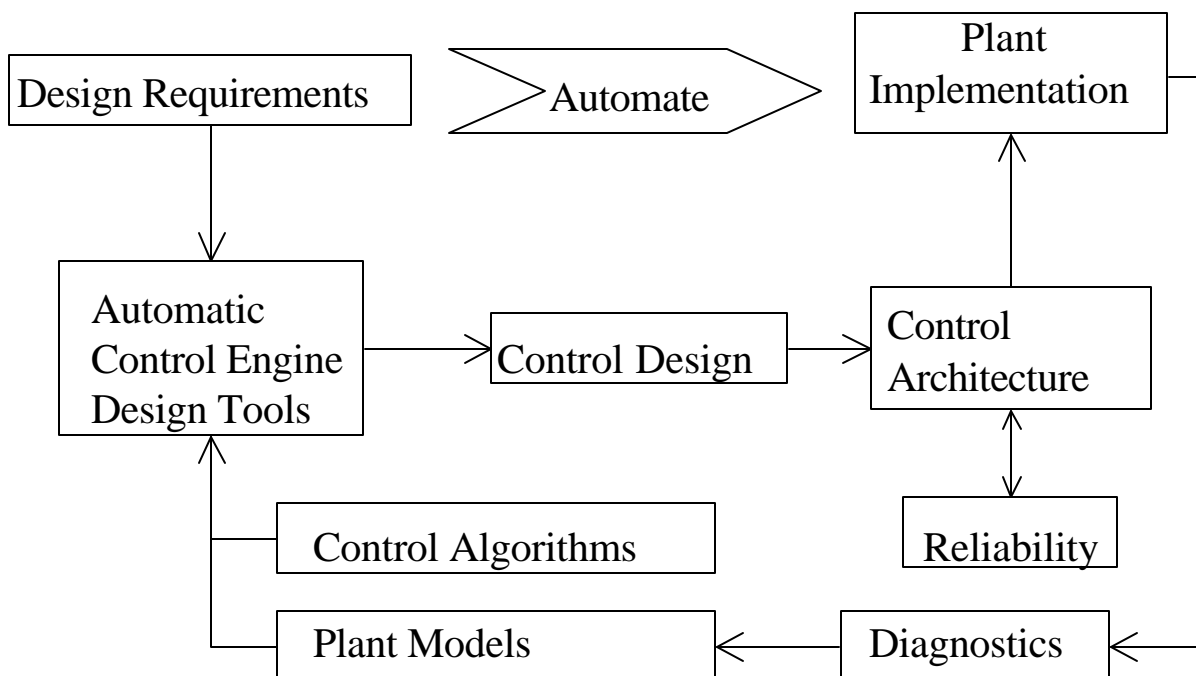 Design Requirements
Automate
Plant
Implementation
Automatic
Control Engine
Design Tools
Control Design
Control
Architecture
Control Algorithms
Reliability
Plant Models
Diagnostics